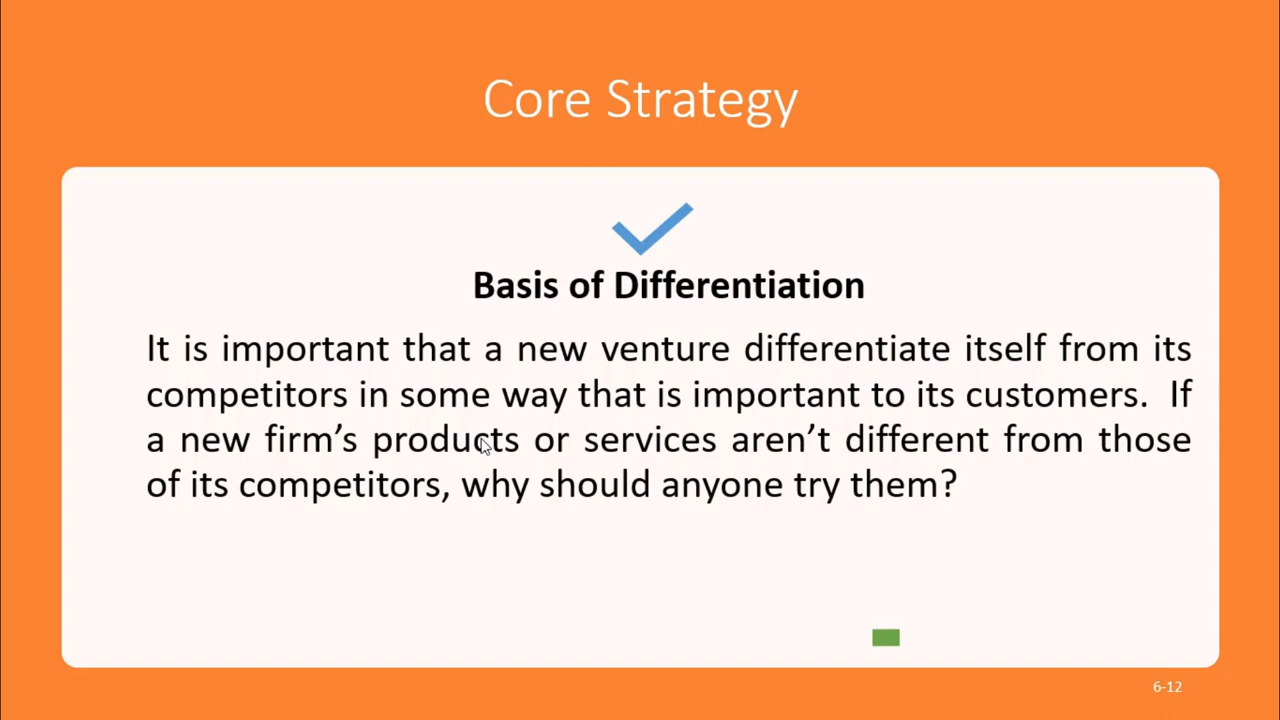 Core Strategy
Basis of Differentiation
It is important that a new venture differentiate itself from its
competitors in some way that is important to its customers.  If
a new firm’s products or services aren’t different from those
of its competitors, why should anyone try them?
6-12